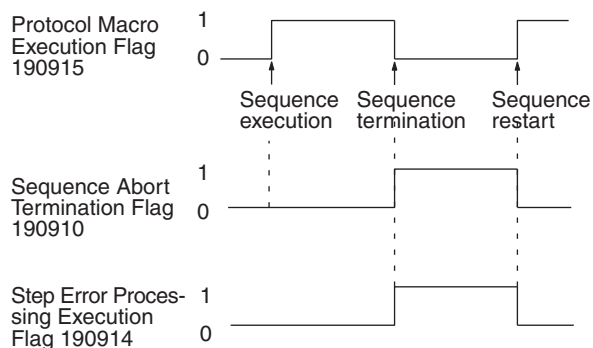 Protocol Macro
Execution Flag
190915
1
0
Sequence
execution
Sequence
termination
Sequence
restart
Sequence Abort
Termination Flag
190910
1
0
Step Error Proces-
sing Execution
Flag 190914
1
0